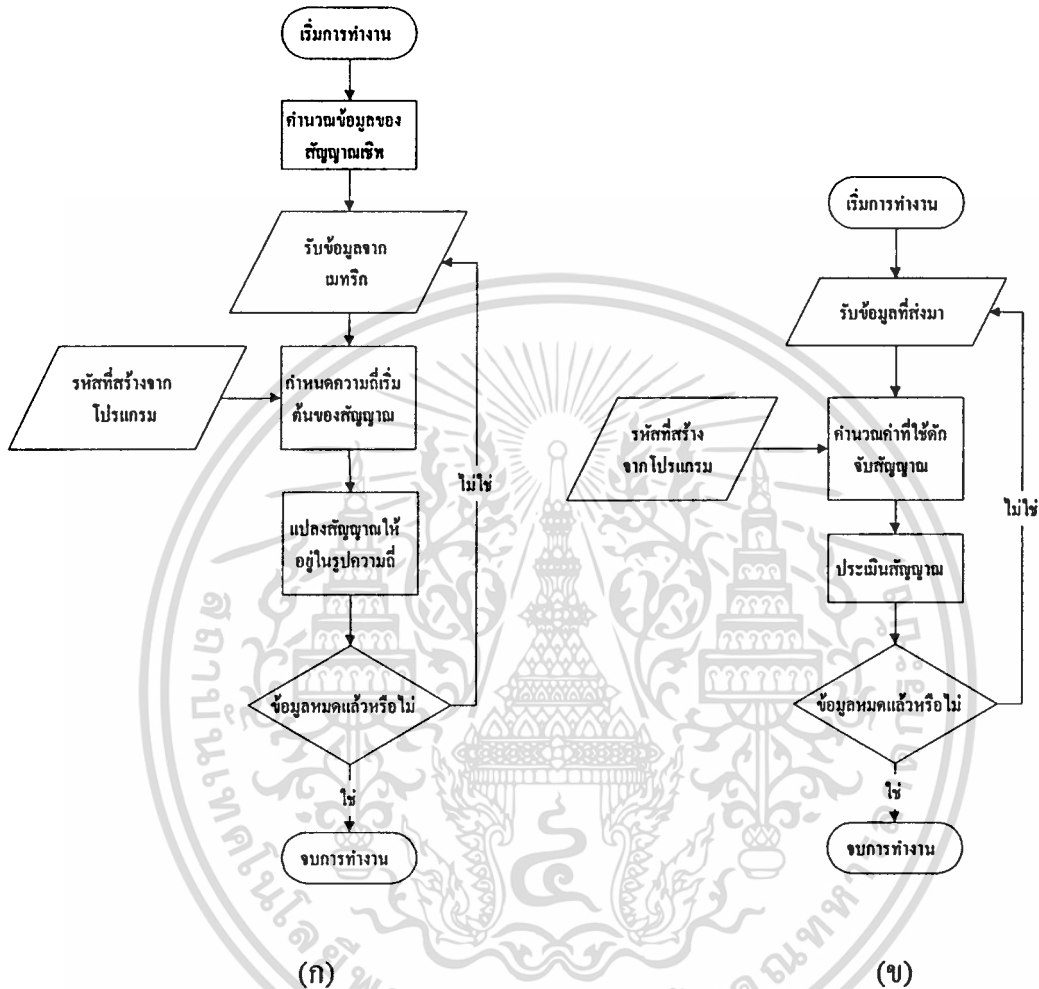 เริ่มการทำงาน
คำนวณข้อมูลของ
สัญญาณเชิพ
รับข้อมูลจาก
เมทริก
รหัสที่สร้างจาก
โปรแกรม
กำหนดความถี่เริ่ม
ต้นของสัญญาณ
แปลงสัญญาณให้
อยู่ในรูปความถี่
ไม่ใช่
ข้อมูลหมดแล้วหรือไม่
ใช่
จบการทำงาน
(ก)
เริ่มการทำงาน
รับข้อมูลที่ส่งมา
รหัสที่สร้าง
จากโปรแกรม
คำนวณค่าที่ใช้ดัก
จับสัญญาณ
ประเมินสัญญาณ
ไม่ใช่
ข้อมูลหมดแล้วหรือไม่
ใช่
จบการทำงาน
(ข)